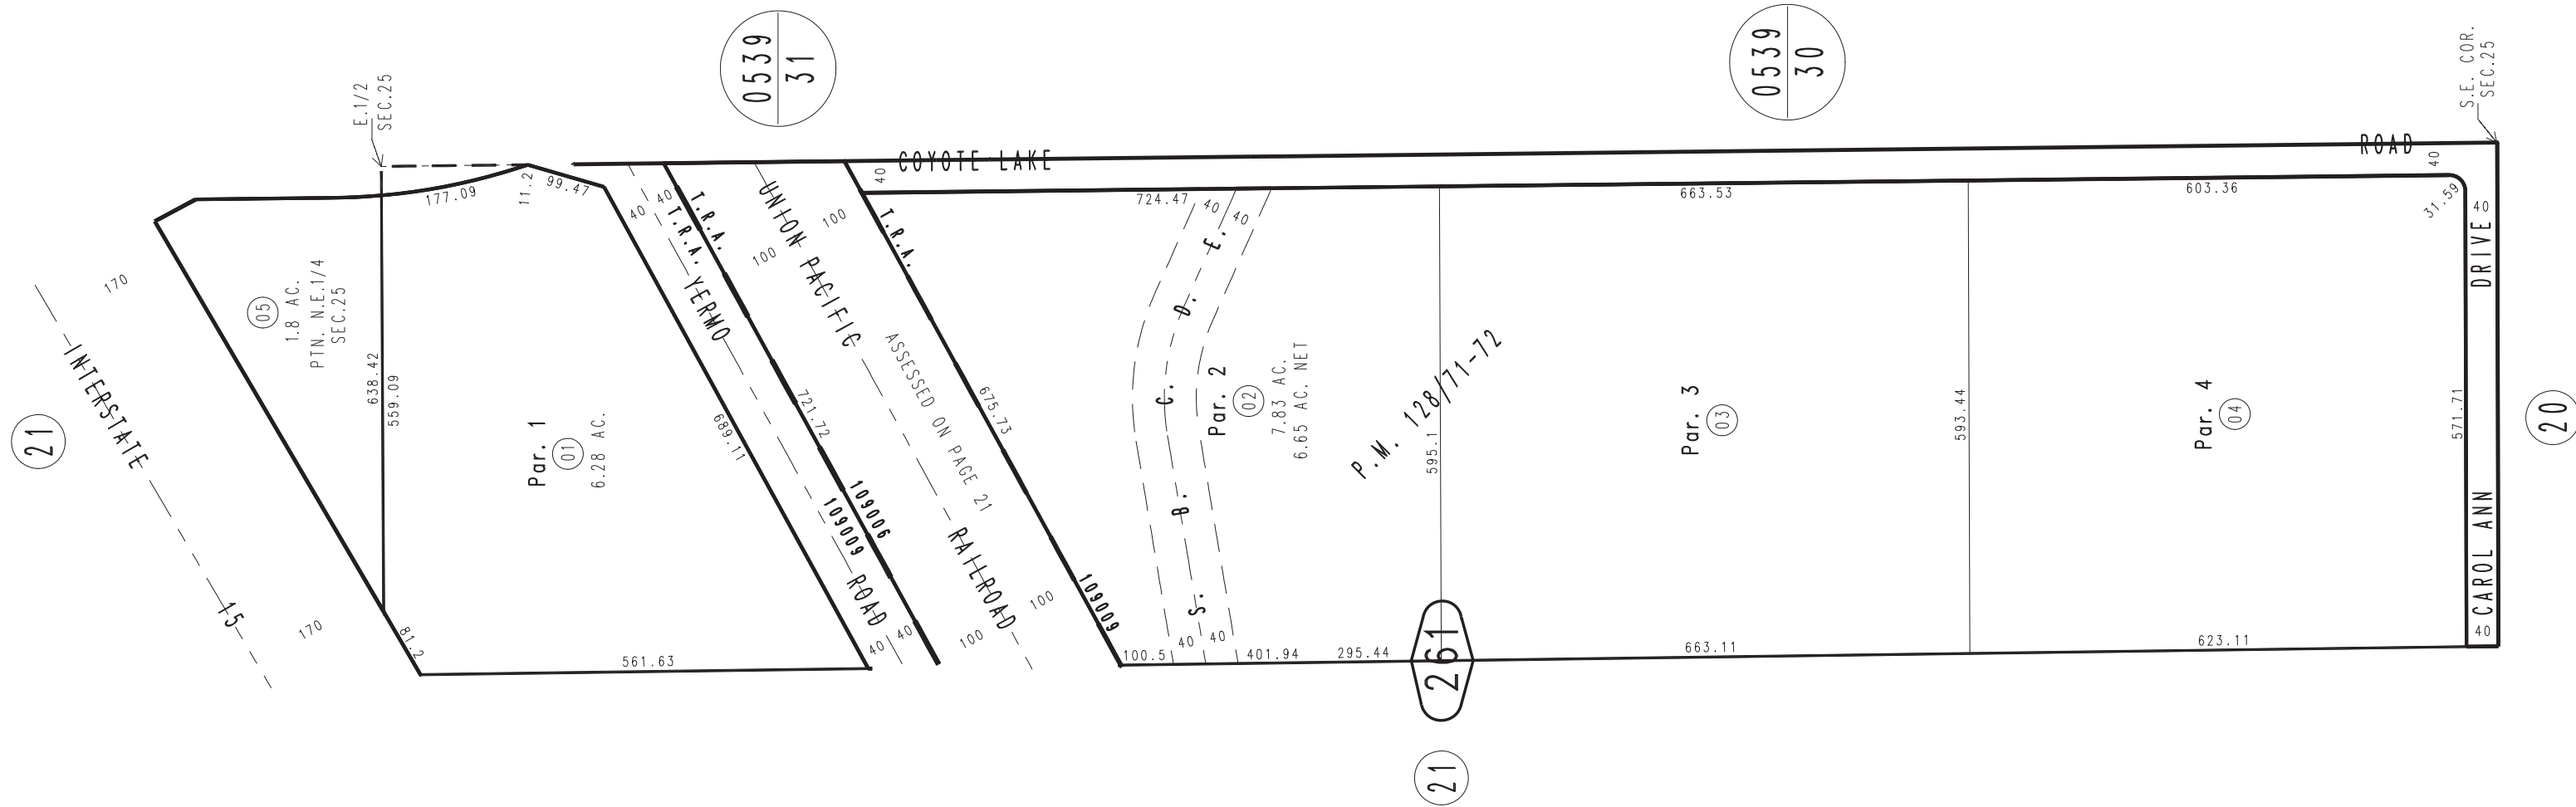 0539
31
0539
30
E.1/2
SEC.25
S.E. COR.
SEC.25
21
INTERSTATE 15
170
170
05
1.8 AC.
PTN. N.E.1/4
SEC.25
177.09
11.2
99.47
638.42
559.09
Par. 1
01
6.28 AC.
81.2
561.63
689.11
40
40
T.R.A.
T.R.A.
YERMO ROAD
721.72
109009
109006
40
40
UNION PACIFIC RAILROAD
100
100
ASSESSED ON PAGE 21
100
100
T.R.A.
675.73
109009
COYOTE LAKE ROAD
40
40
724.47
40
40
S. B. C. D. E.
Par. 2
02
7.83 AC.
6.65 AC. NET
100.5
40
40
401.94
295.44
P.M. 128/71-72
595.1
261
21
663.53
Par. 3
03
663.11
593.44
603.36
Par. 4
04
623.11
31.59
571.71
40
CAROL ANN DRIVE
40
20